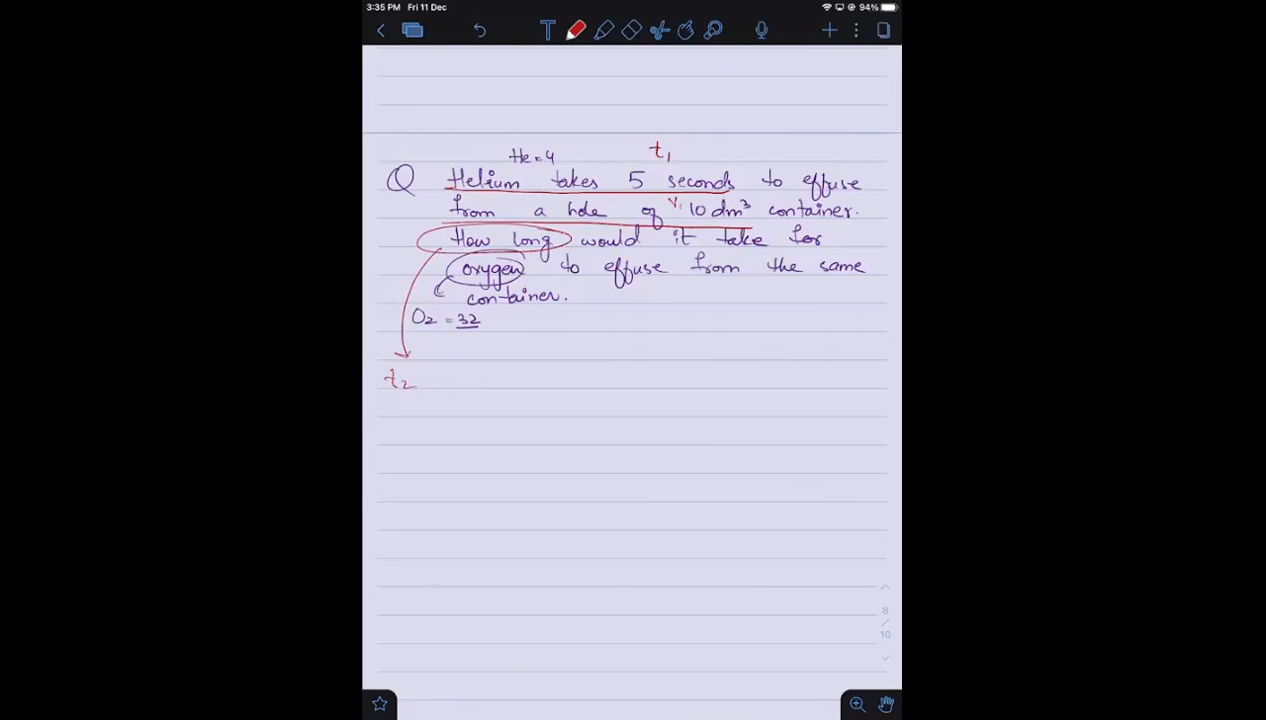 3:35 PM Fri 11 Dec
94%
T
He = 4
t1
Q Helium takes 5 seconds to effuse
from a hole of V1 10 dm³ container.
How long would it take for
oxygen to effuse from the same
container.
O2 = 32
t2
8
/
10